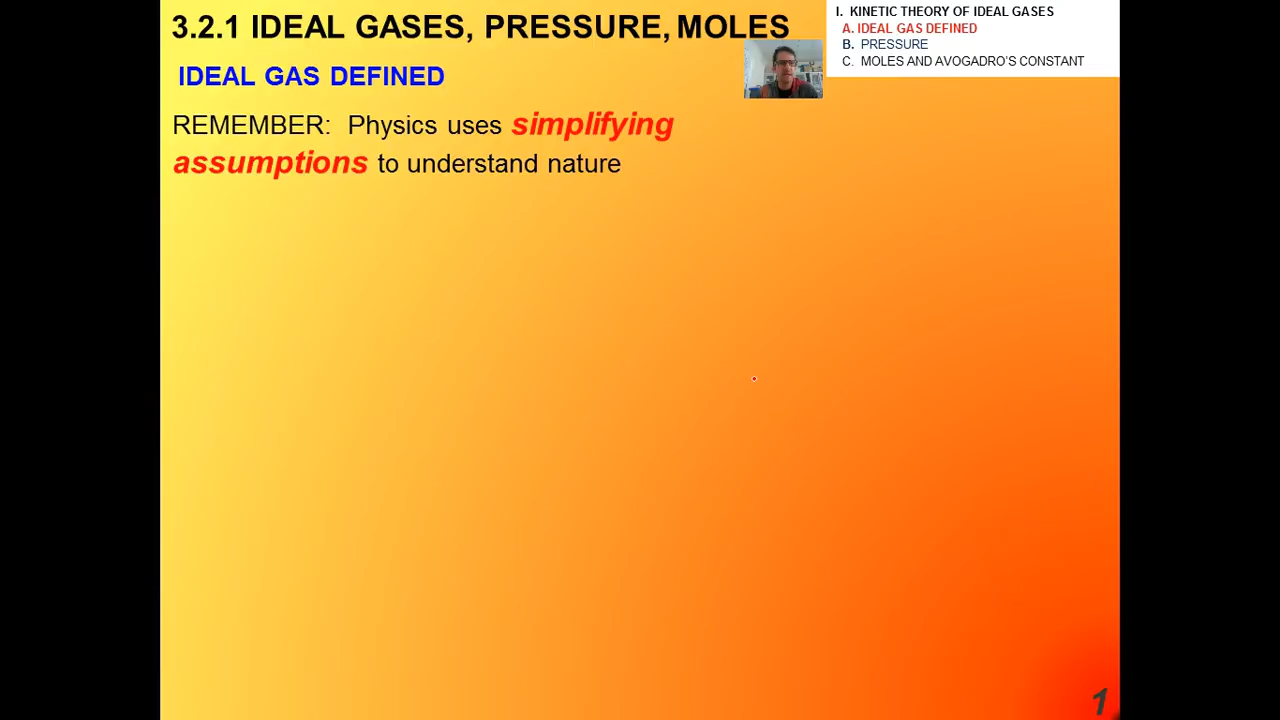 3.2.1 IDEAL GASES, PRESSURE, MOLES
I. KINETIC THEORY OF IDEAL GASES
A. IDEAL GAS DEFINED
B. PRESSURE
C. MOLES AND AVOGADRO'S CONSTANT
IDEAL GAS DEFINED
REMEMBER: Physics uses simplifying
assumptions to understand nature
1